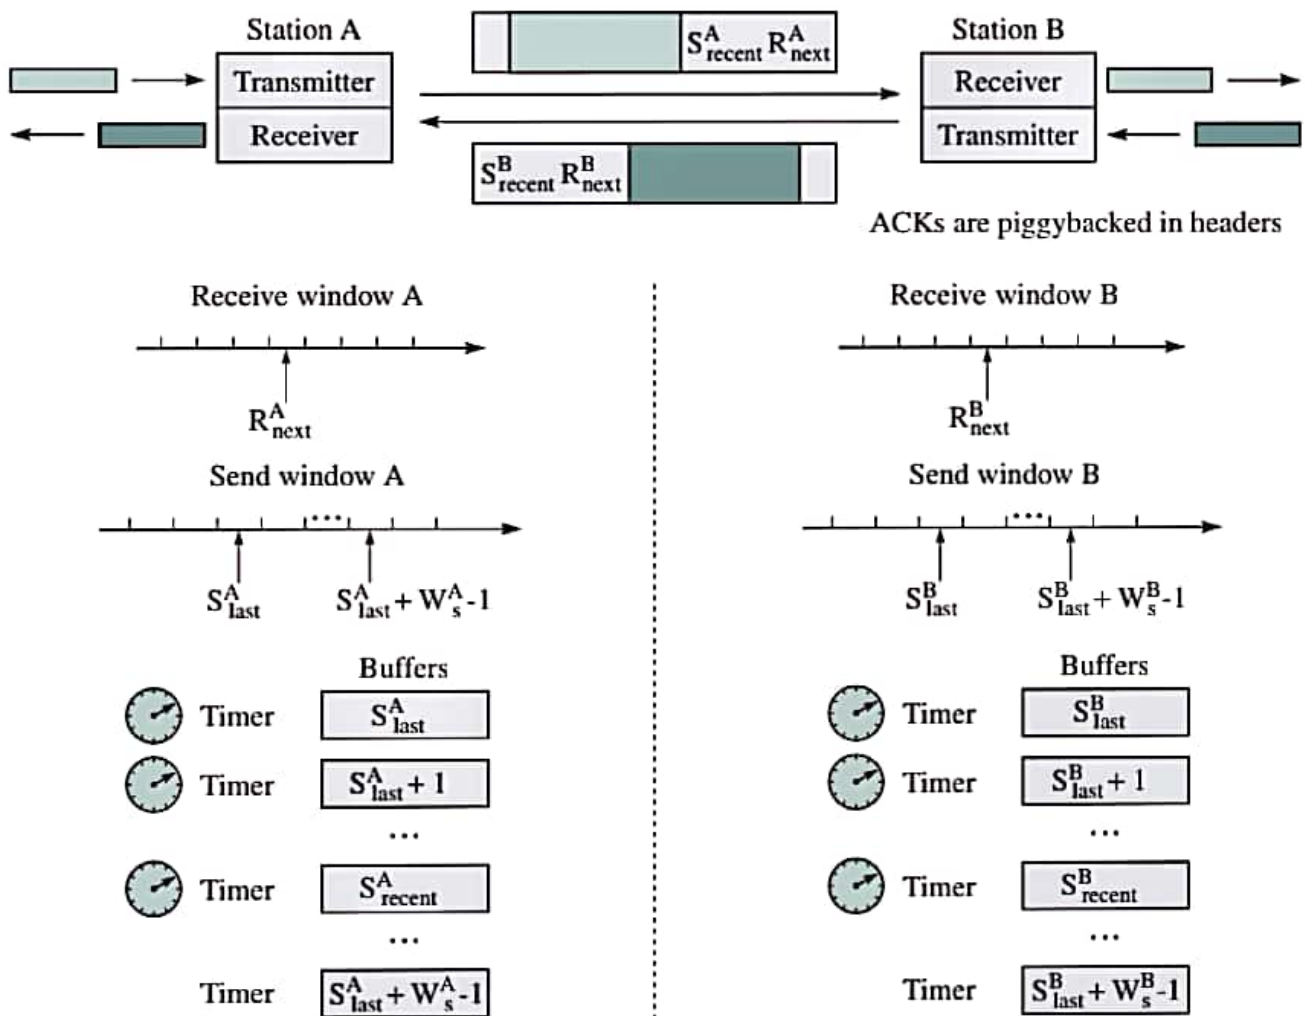 Station A
Transmitter
Receiver
S^A_recent R^A_next
S^B_recent R^B_next
Station B
Receiver
Transmitter
ACKs are piggybacked in headers
Receive window A
R^A_next
Send window A
...
S^A_last
S^A_last + W^A_s-1
Buffers
Timer S^A_last
Timer S^A_last + 1
...
Timer S^A_recent
...
Timer S^A_last + W^A_s-1
Receive window B
R^B_next
Send window B
...
S^B_last
S^B_last + W^B_s-1
Buffers
Timer S^B_last
Timer S^B_last + 1
...
Timer S^B_recent
...
Timer S^B_last + W^B_s-1